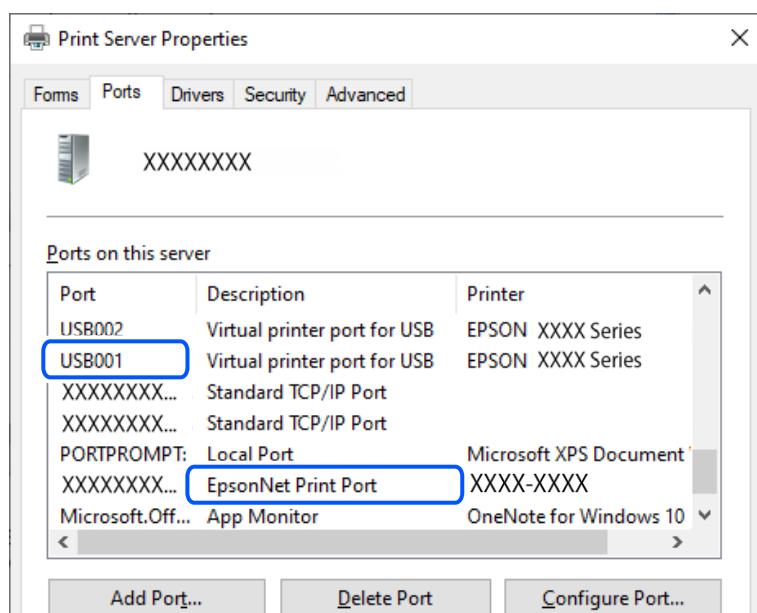 Print Server Properties
Forms Ports Drivers Security Advanced
XXXXXXXX
Ports on this server
Port Description Printer
USB002 Virtual printer port for USB EPSON XXXX Series
USB001 Virtual printer port for USB EPSON XXXX Series
XXXXXXXX... Standard TCP/IP Port
XXXXXXXX... Standard TCP/IP Port
PORTPROMPT: Local Port Microsoft XPS Document
XXXXXXXX... EpsonNet Print Port XXXX-XXXX
Microsoft.Off... App Monitor OneNote for Windows 10
Add Port... Delete Port Configure Port...